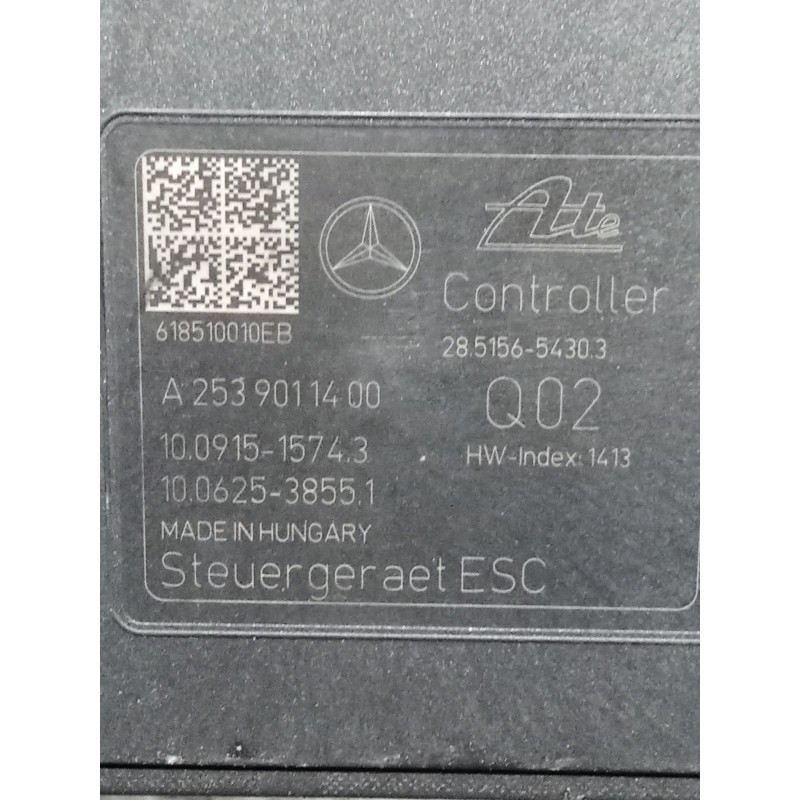 Ate
Controller
618510010EB
28.5156-5430.3
A 253 901 14 00
Q02
10.0915-1574.3
HW-Index: 1413
10.0625-3855.1
MADE IN HUNGARY
Steuergeraet ESC